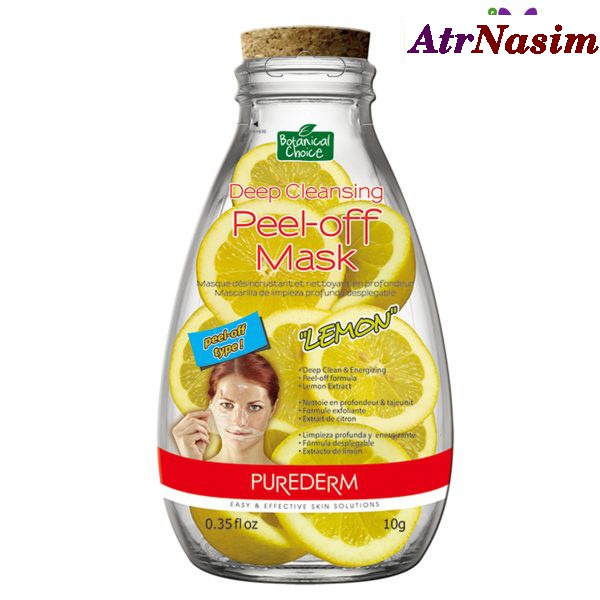 AtrNasim
Botanical
Choice
Deep Cleansing
Peel-off
Mask
Masque désincrustant et nettoyant en profondeur
Mascarilla de limpieza profunda desplegable
peel-off
type!
"LEMON"
• Deep Clean & Energizing
• Peel-off formula
• Lemon Extract
• Nettoie en profondeur & tajeunit
• Formule exfoliante
• Extrait de citron
• Limpieza profunda y energizante
• Fórmula desplegable
• Extracto de limón
PUREDERM
EASY & EFFECTIVE SKIN SOLUTIONS
0.35 fl oz 10g